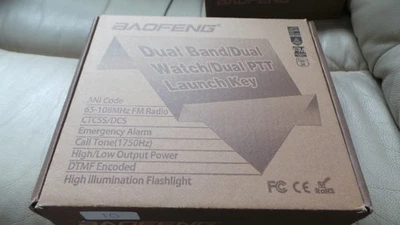 BAOFENG
Dual Band/Dual
Watch/Dual PTT
Launch Key
ANI Code
65-108MHz FM Radio
CTCSS/DCS
Emergency Alarm
Call Tone(1750Hz)
High/Low Output Power
DTMF Encoded
High illumination Flashlight
FC CE RoHS
BAOFENG